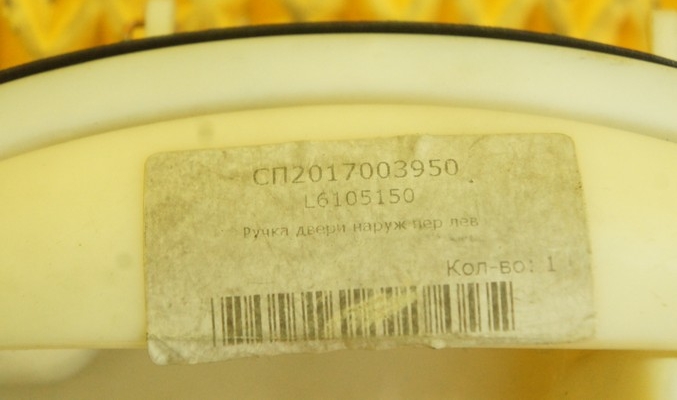 СП2017003950
L6105150
Ручка двери наруж пер лев
Кол-во: 1